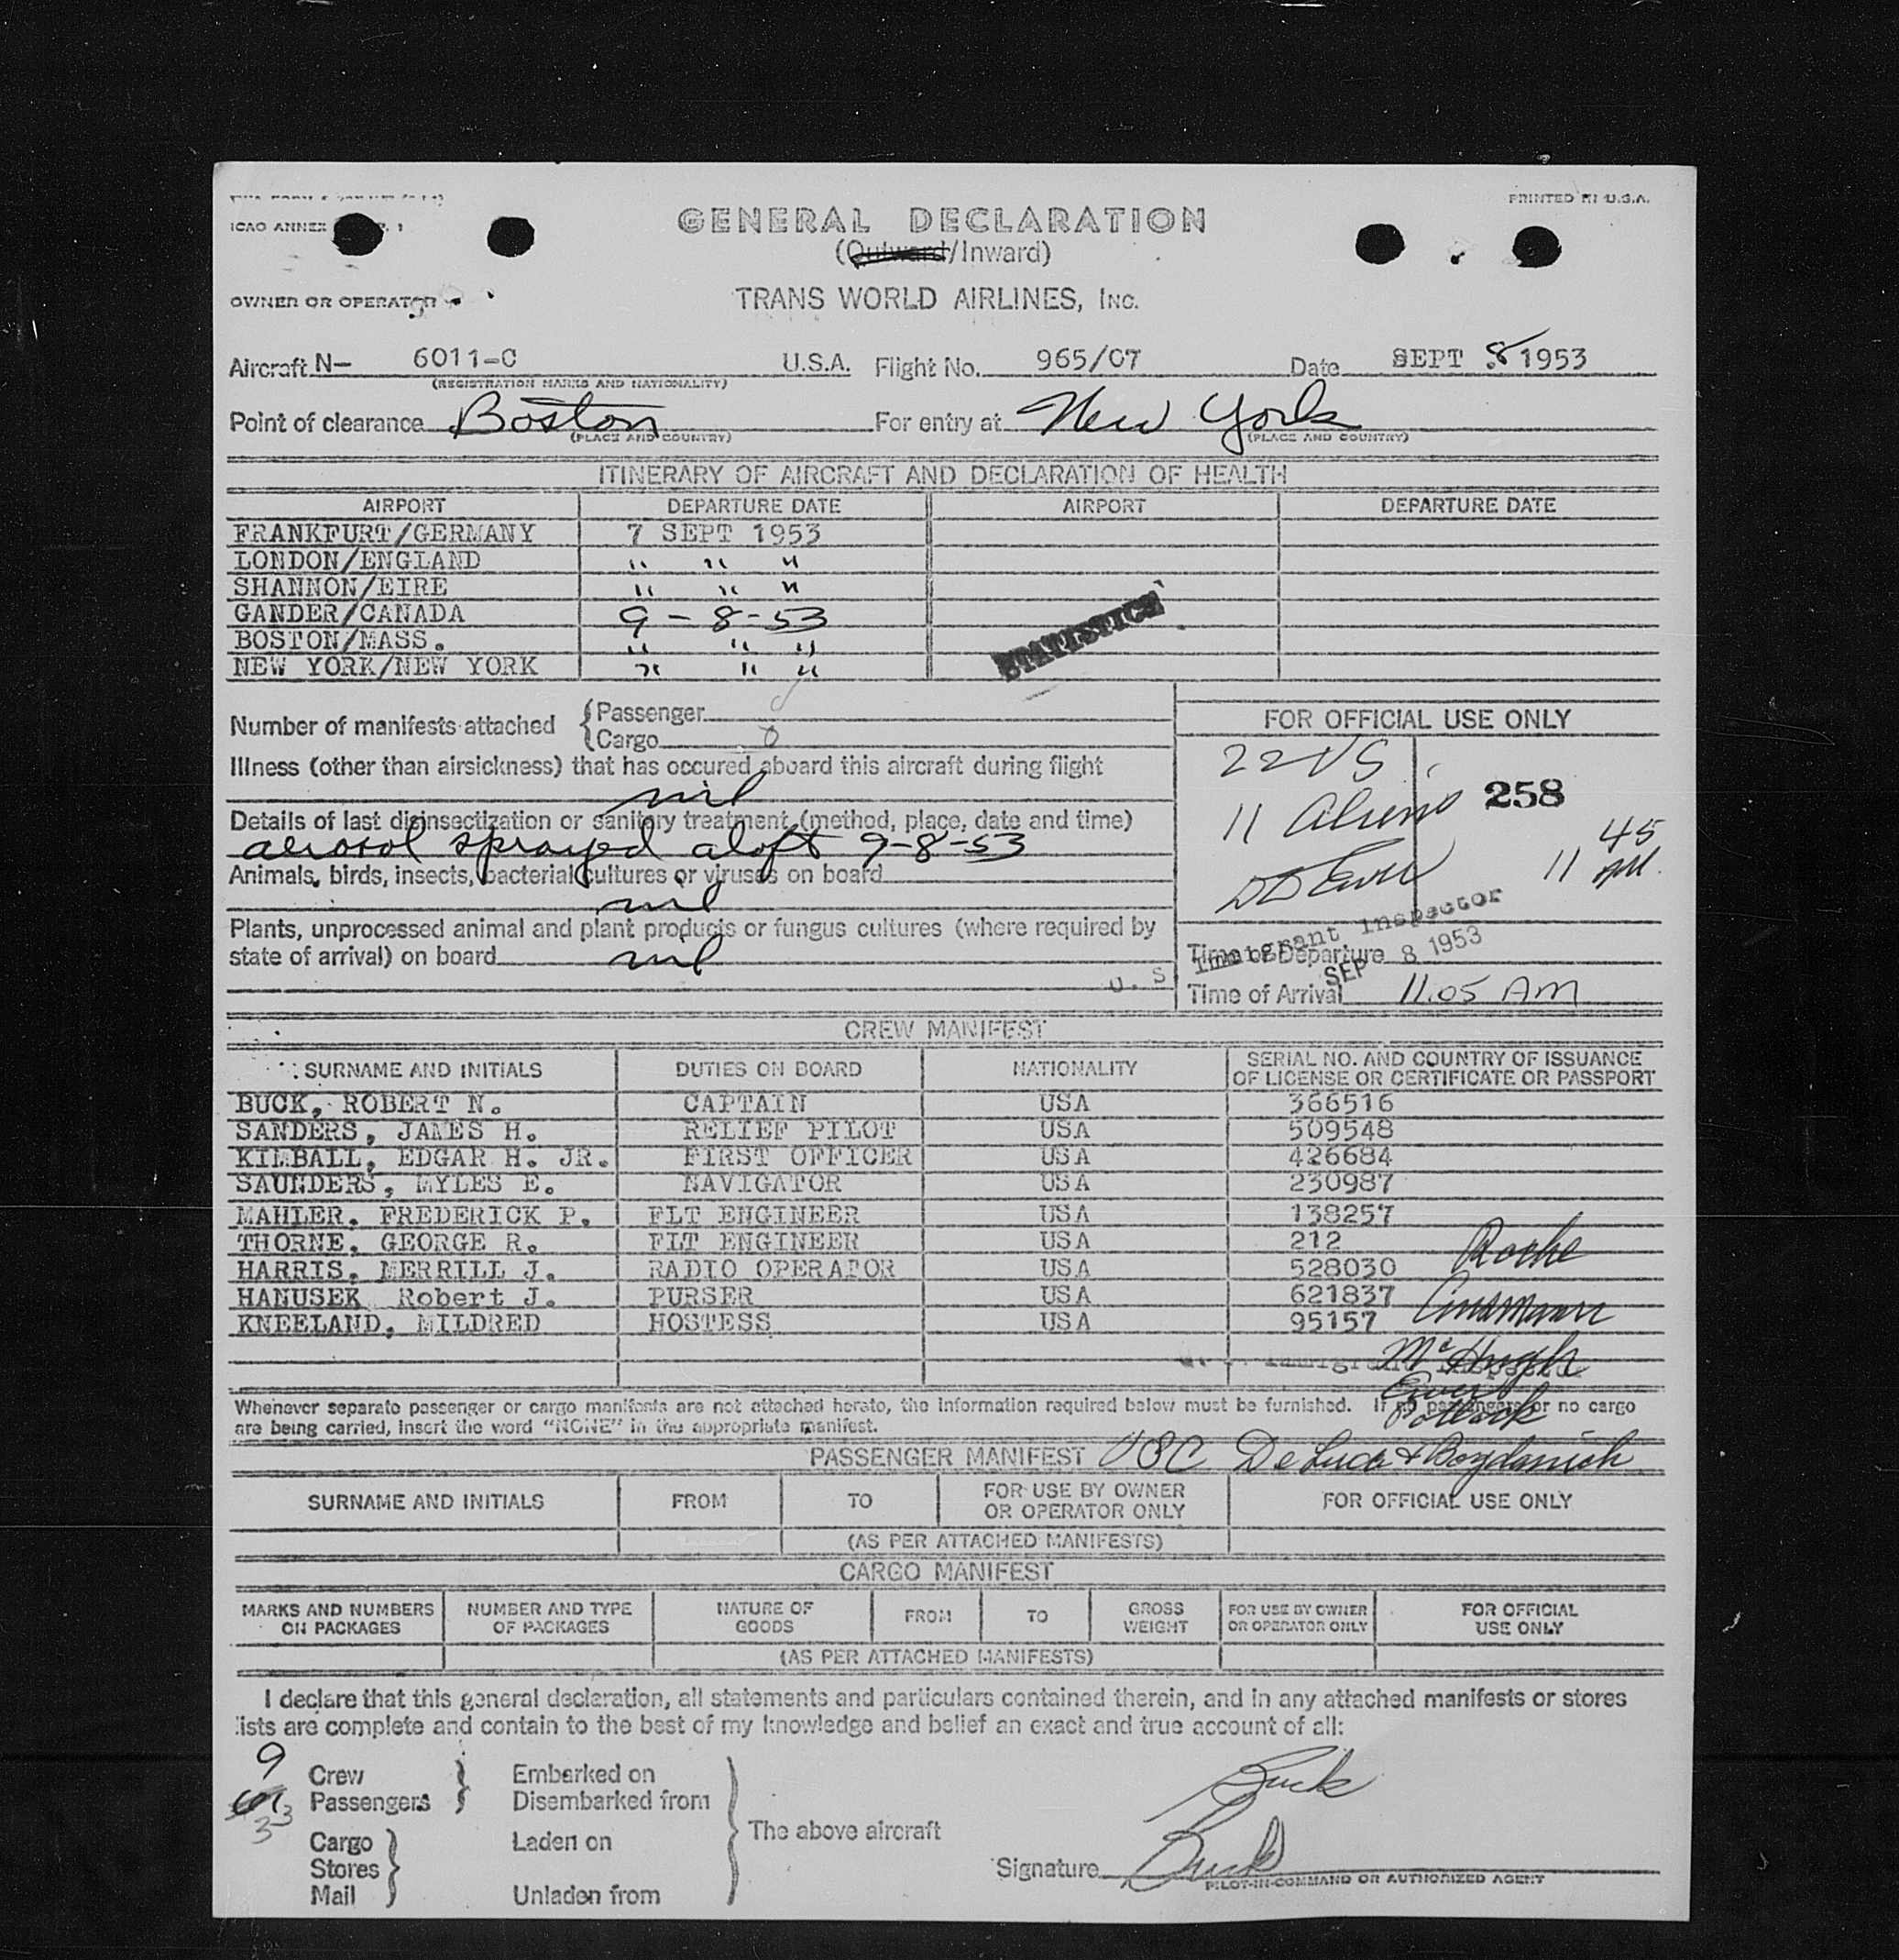 PRINTED IN U.S.A.
ICAO ANNEX
GENERAL DECLARATION
(Outward/Inward)
OWNER OR OPERATOR TRANS WORLD AIRLINES, INC.
Aircraft N- 6011-C U.S.A. Flight No. 965/07 Date SEPT 8 1953
(REGISTRATION MARKS AND NATIONALITY)
Point of clearance Boston For entry at New York
(PLACE AND COUNTRY) (PLACE AND COUNTRY)
ITINERARY OF AIRCRAFT AND DECLARATION OF HEALTH
AIRPORT DEPARTURE DATE AIRPORT DEPARTURE DATE
FRANKFURT/GERMANY 7 SEPT 1953
LONDON/ENGLAND " " "
SHANNON/EIRE " " "
GANDER/CANADA 9-8-53
BOSTON/MASS. " " "
NEW YORK/NEW YORK " " "
STATISTICS
Number of manifests attached {Passenger
{Cargo 0
FOR OFFICIAL USE ONLY
22 US
11 Aliens
258
11 45 AM.
Illness (other than airsickness) that has occured aboard this aircraft during flight
nil
Details of last disinsectization or sanitary treatment (method, place, date and time)
aerosol sprayed aloft 9-8-53
Animals, birds, insects, bacterial cultures or viruses on board
nil
Plants, unprocessed animal and plant products or fungus cultures (where required by
state of arrival) on board nil
U. S. Immigrant Inspector
SEP 8 1953
Time of Departure
Time of Arrival 11.05 AM
CREW MANIFEST
SURNAME AND INITIALS DUTIES ON BOARD NATIONALITY SERIAL NO. AND COUNTRY OF ISSUANCE
OF LICENSE OR CERTIFICATE OR PASSPORT
BUCK, ROBERT N. CAPTAIN USA 366516
SANDERS, JAMES H. RELIEF PILOT USA 509548
KIMBALL, EDGAR H. JR. FIRST OFFICER USA 426684
SAUNDERS, MYLES E. NAVIGATOR USA 230987
MAHLER, FREDERICK P. FLT ENGINEER USA 138257
THORNE, GEORGE R. FLT ENGINEER USA 212 Roche
HARRIS, MERRILL J. RADIO OPERATOR USA 528030
HANUSEK Robert J. PURSER USA 621837
KNEELAND, MILDRED HOSTESS USA 95157
McHugh
Ewer
Pollock
Whenever separate passenger or cargo manifests are not attached hereto, the information required below must be furnished. If no passengers or no cargo
are being carried, insert the word "NONE" in the appropriate manifest.
PASSENGER MANIFEST USC DeLuca & Bogdanich
SURNAME AND INITIALS FROM TO FOR USE BY OWNER
OR OPERATOR ONLY FOR OFFICIAL USE ONLY
(AS PER ATTACHED MANIFESTS)
CARGO MANIFEST
MARKS AND NUMBERS
ON PACKAGES NUMBER AND TYPE
OF PACKAGES NATURE OF
GOODS FROM TO GROSS
WEIGHT FOR USE BY OWNER
OR OPERATOR ONLY FOR OFFICIAL
USE ONLY
(AS PER ATTACHED MANIFESTS)
I declare that this general declaration, all statements and particulars contained therein, and in any attached manifests or stores
lists are complete and contain to the best of my knowledge and belief an exact and true account of all:
9 Crew Embarked on
33 Passengers Disembarked from
The above aircraft
Cargo Laden on
Stores
Mail Unladen from
Buck
Signature Buck
PILOT-IN-COMMAND OR AUTHORIZED AGENT